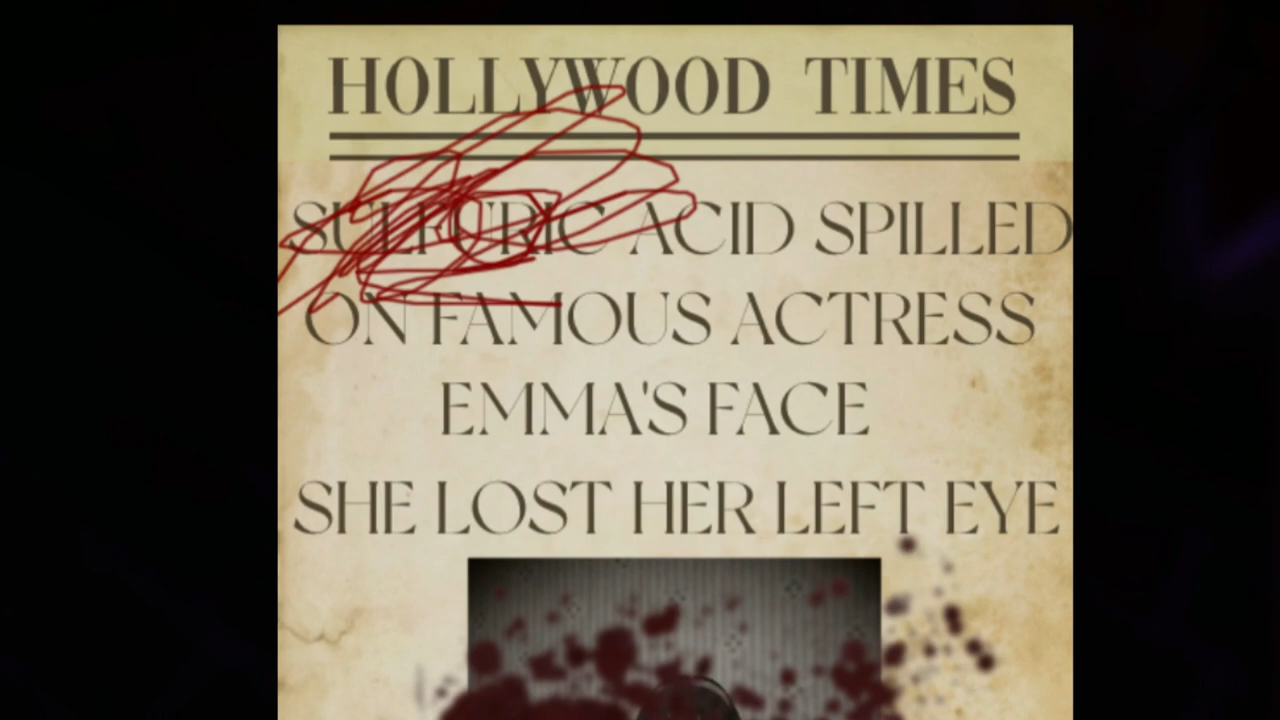 HOLLYWOOD TIMES
SULFURIC ACID SPILLED
ON FAMOUS ACTRESS
EMMA'S FACE
SHE LOST HER LEFT EYE